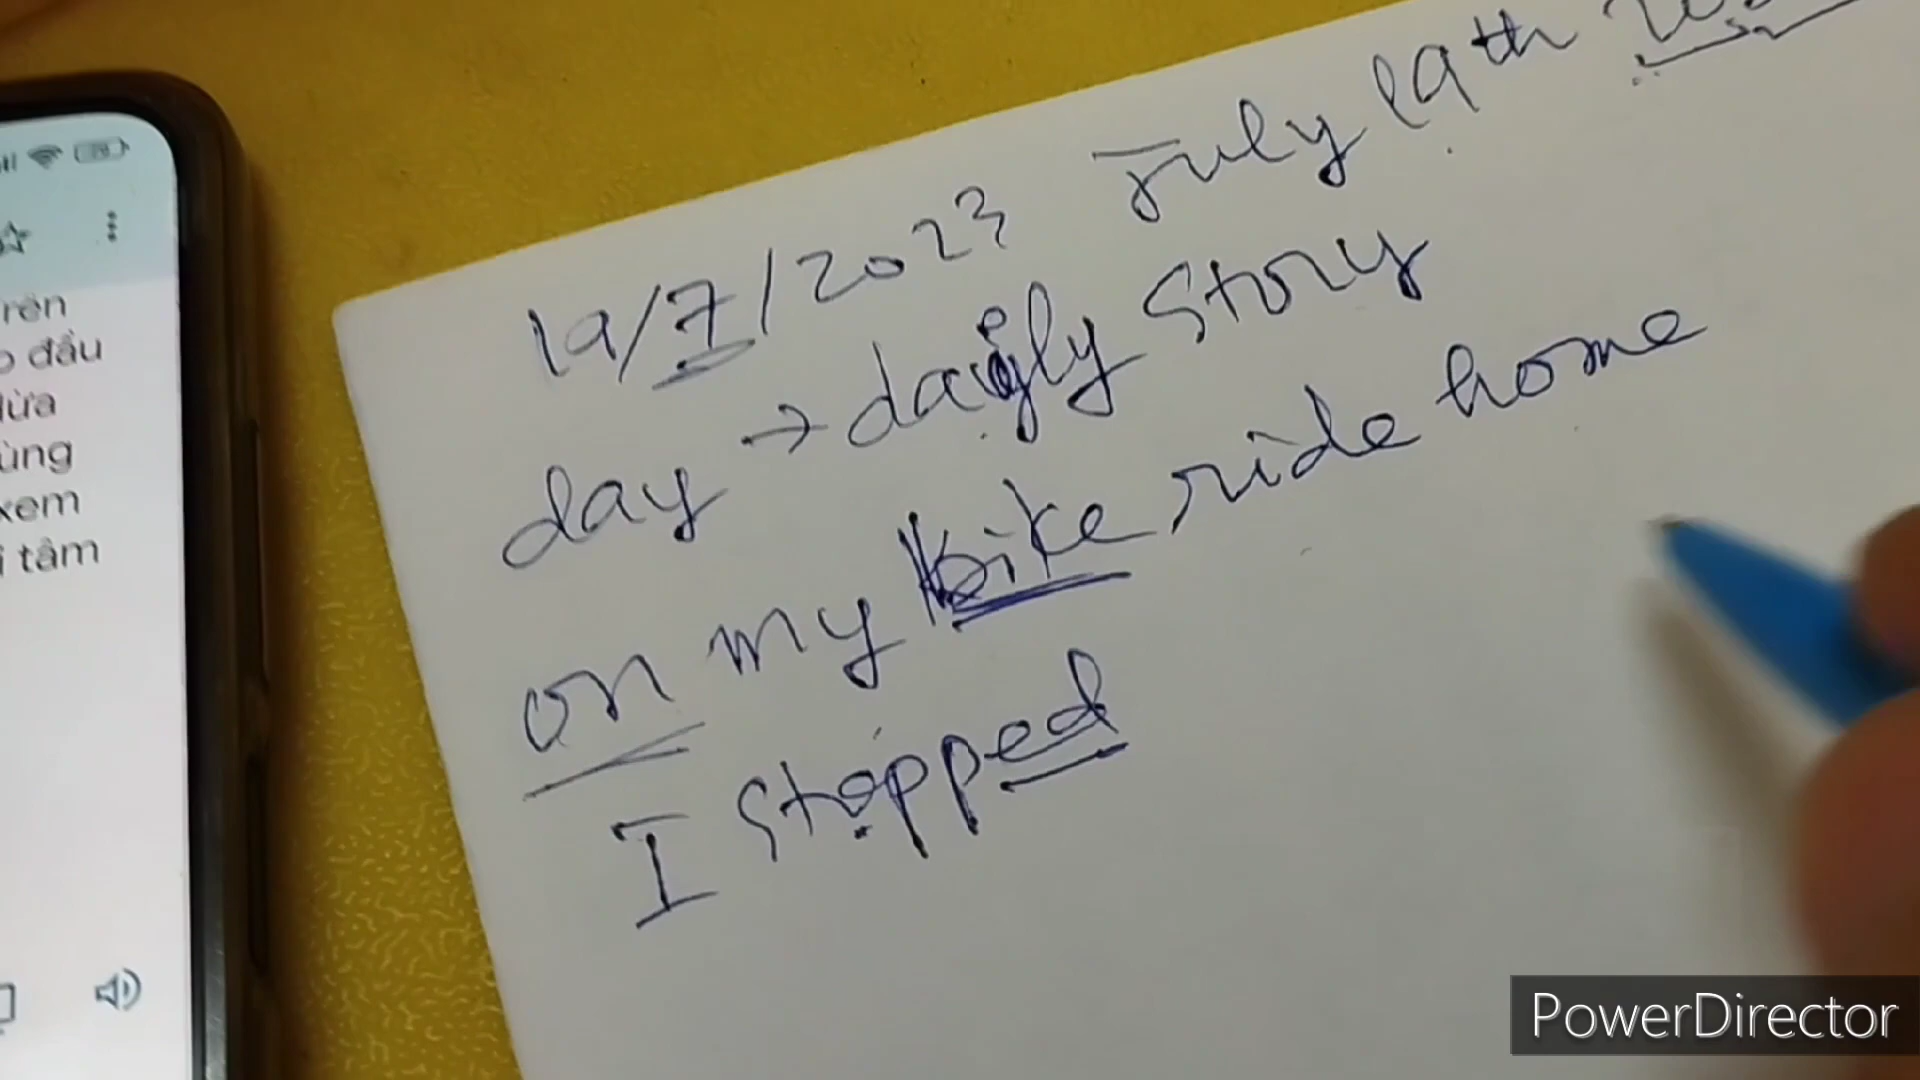 19/7/2023 July 19th
day → daily story
on my bike ride home
I stopped
rên
đầu
ừa
ùng
xem
tâm
PowerDirector